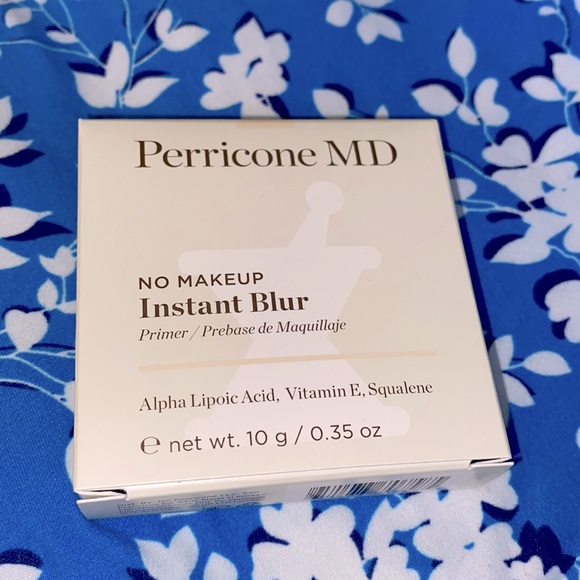 Perricone MD
NO MAKEUP
Instant Blur
Primer / Prebase de Maquillaje
Alpha Lipoic Acid, Vitamin E, Squalene
e net wt. 10 g / 0.35 oz